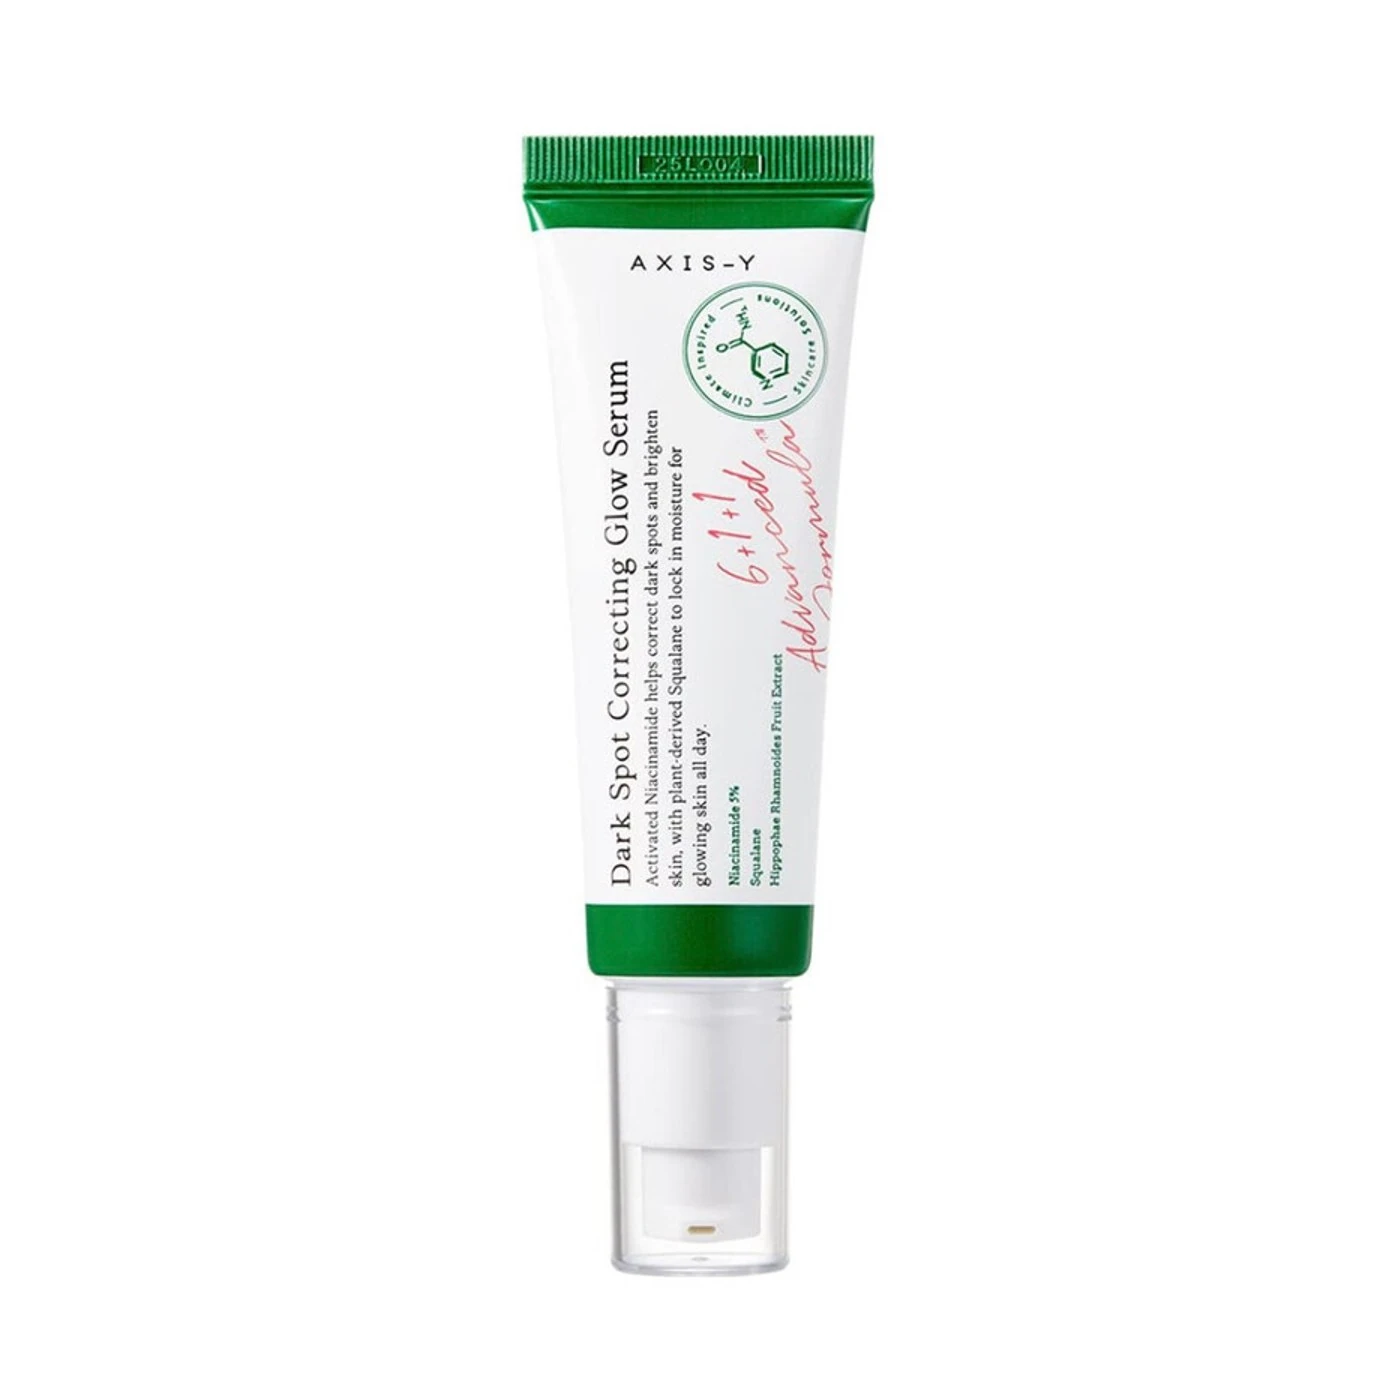 25L004
AXIS-Y
Climate Inspired
Skincare Solutions
NH₂
O
N
Dark Spot Correcting Glow Serum
Activated Niacinamide helps correct dark spots and brighten
skin, with plant-derived Squalane to lock in moisture for
glowing skin all day.
6+1+1
Advanced™
Formula
Niacinamide 5%
Squalane
Hippophae Rhamnoides Fruit Extract